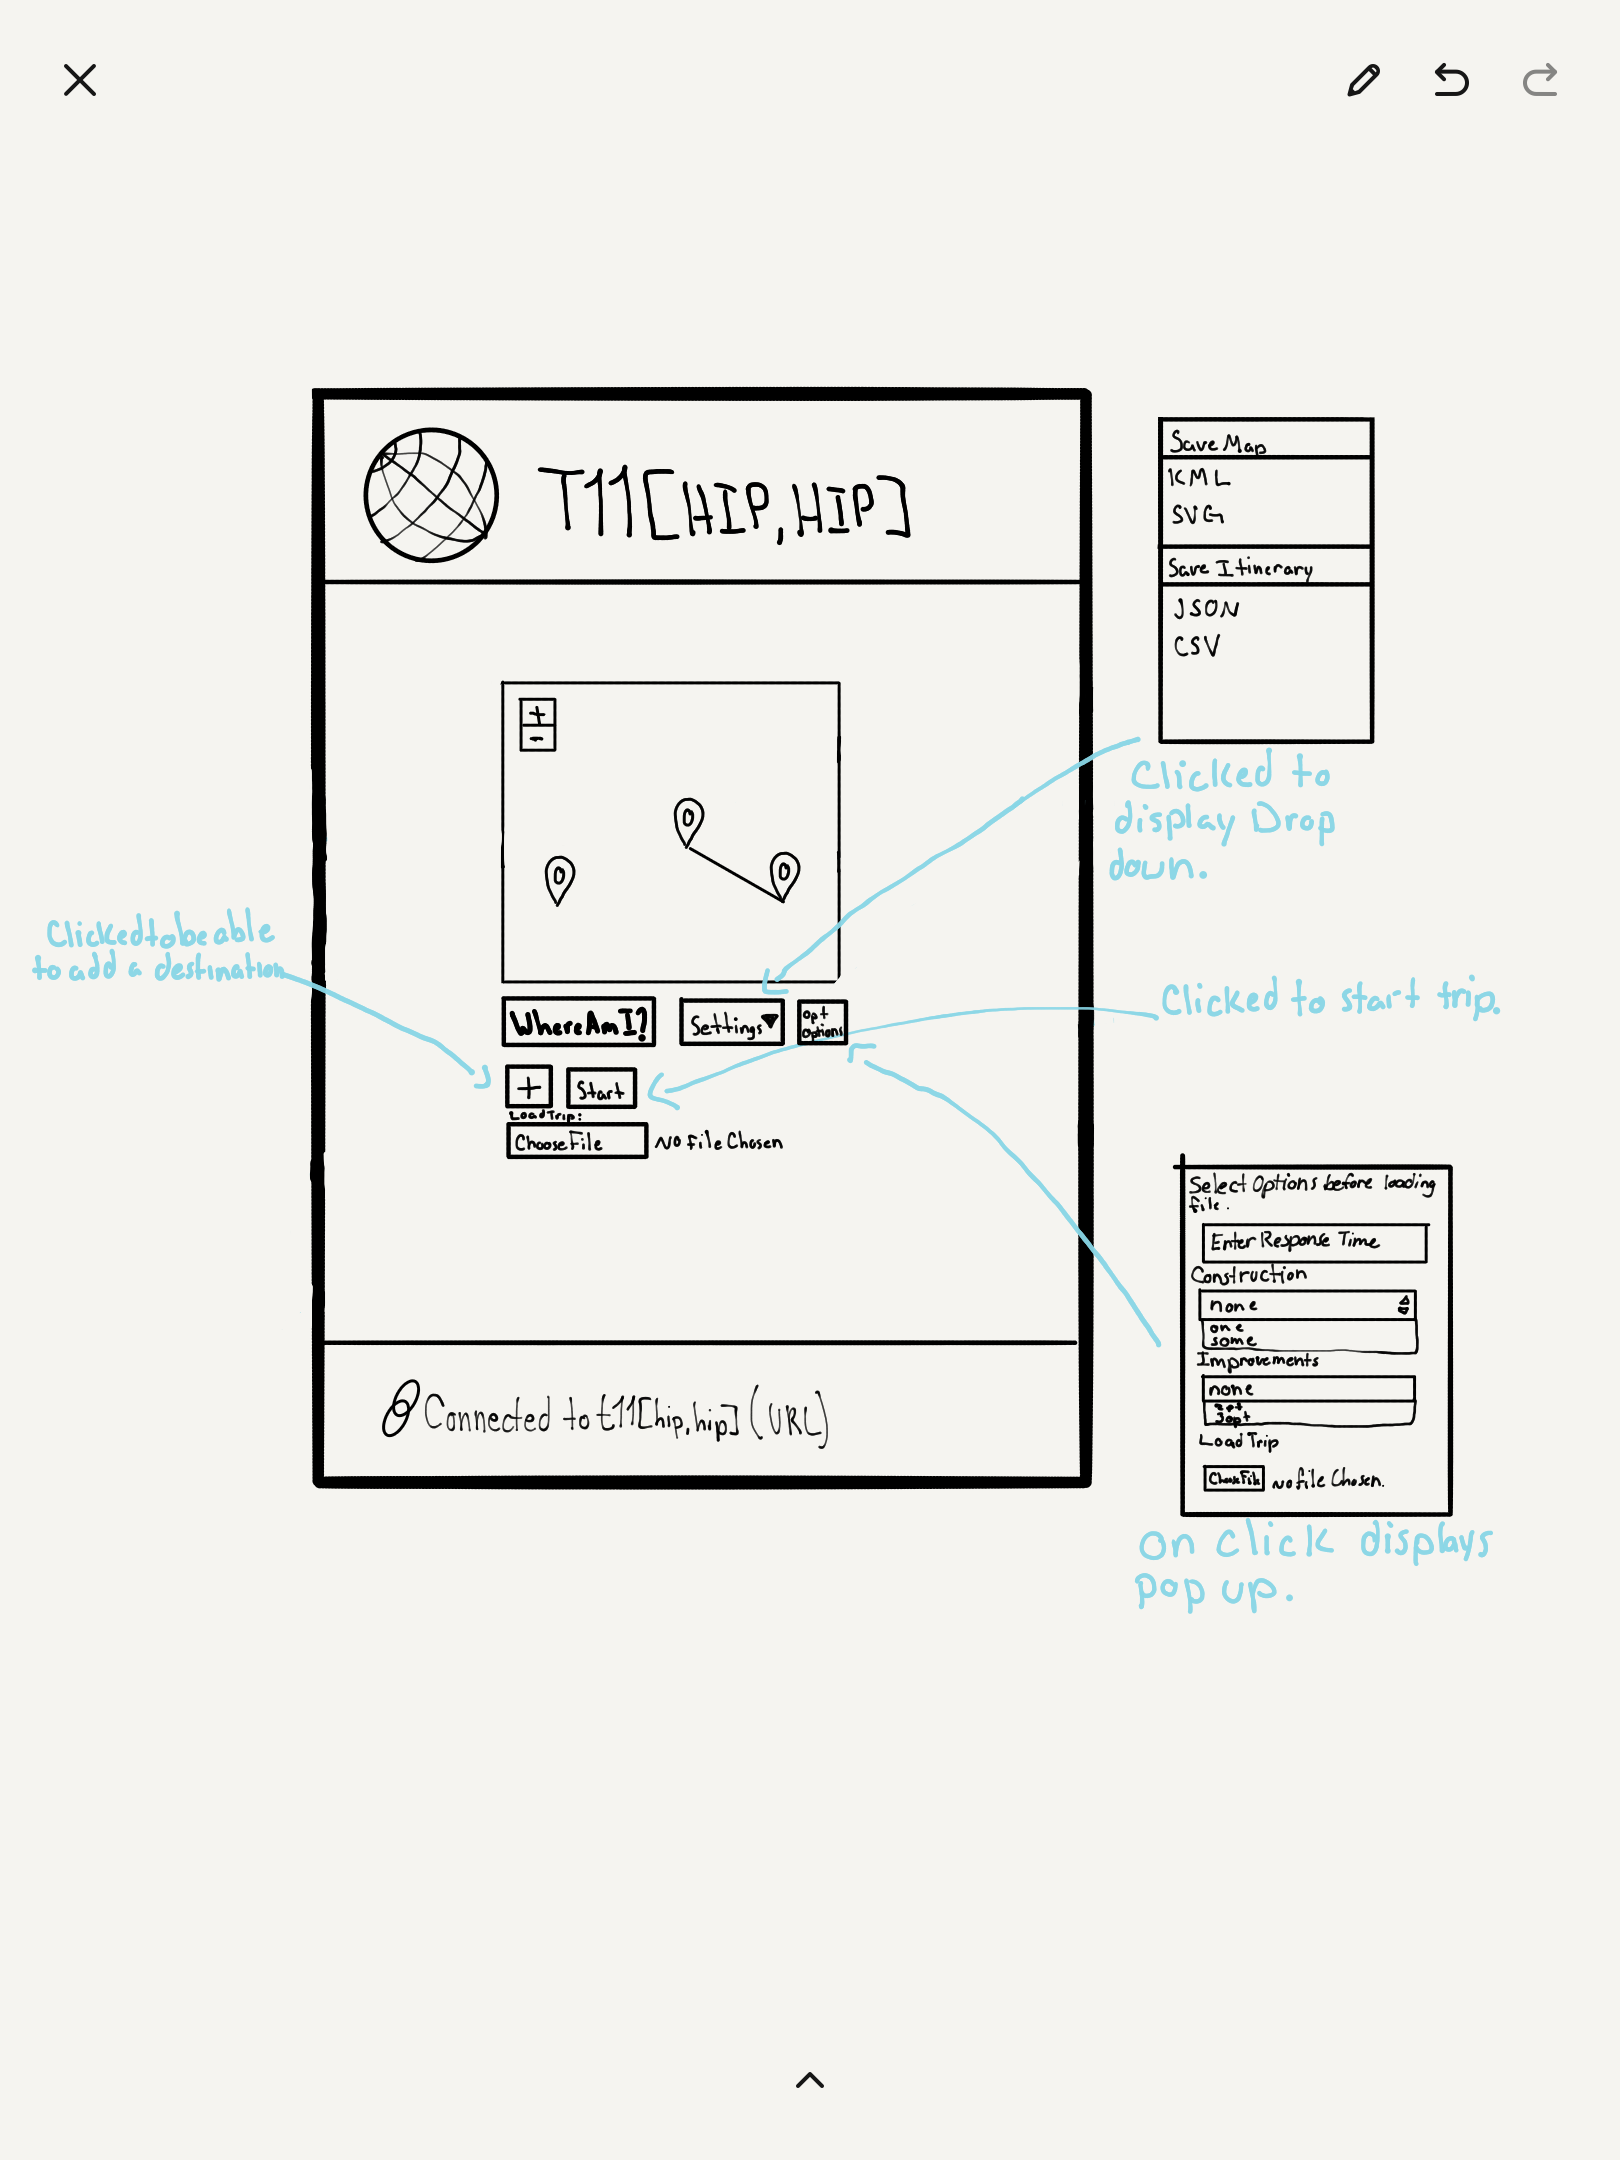 T11[HIP,HIP]
+
-
Where Am I?
Settings
opt
options
+
Start
Load Trip:
Choose File
No file Chosen
Connected to t11[hip,hip] (URL)
Save Map
KML
SVG
Save Itinerary
JSON
CSV
Clicked to
display Drop
down.
Clicked to be able
to add a destination
Clicked to start trip.
Select Options before loading
file.
Enter Response Time
Construction
none
one
some
Improvements
none
2opt
3opt
Load Trip
Choose File
No file Chosen.
On click displays
pop up.